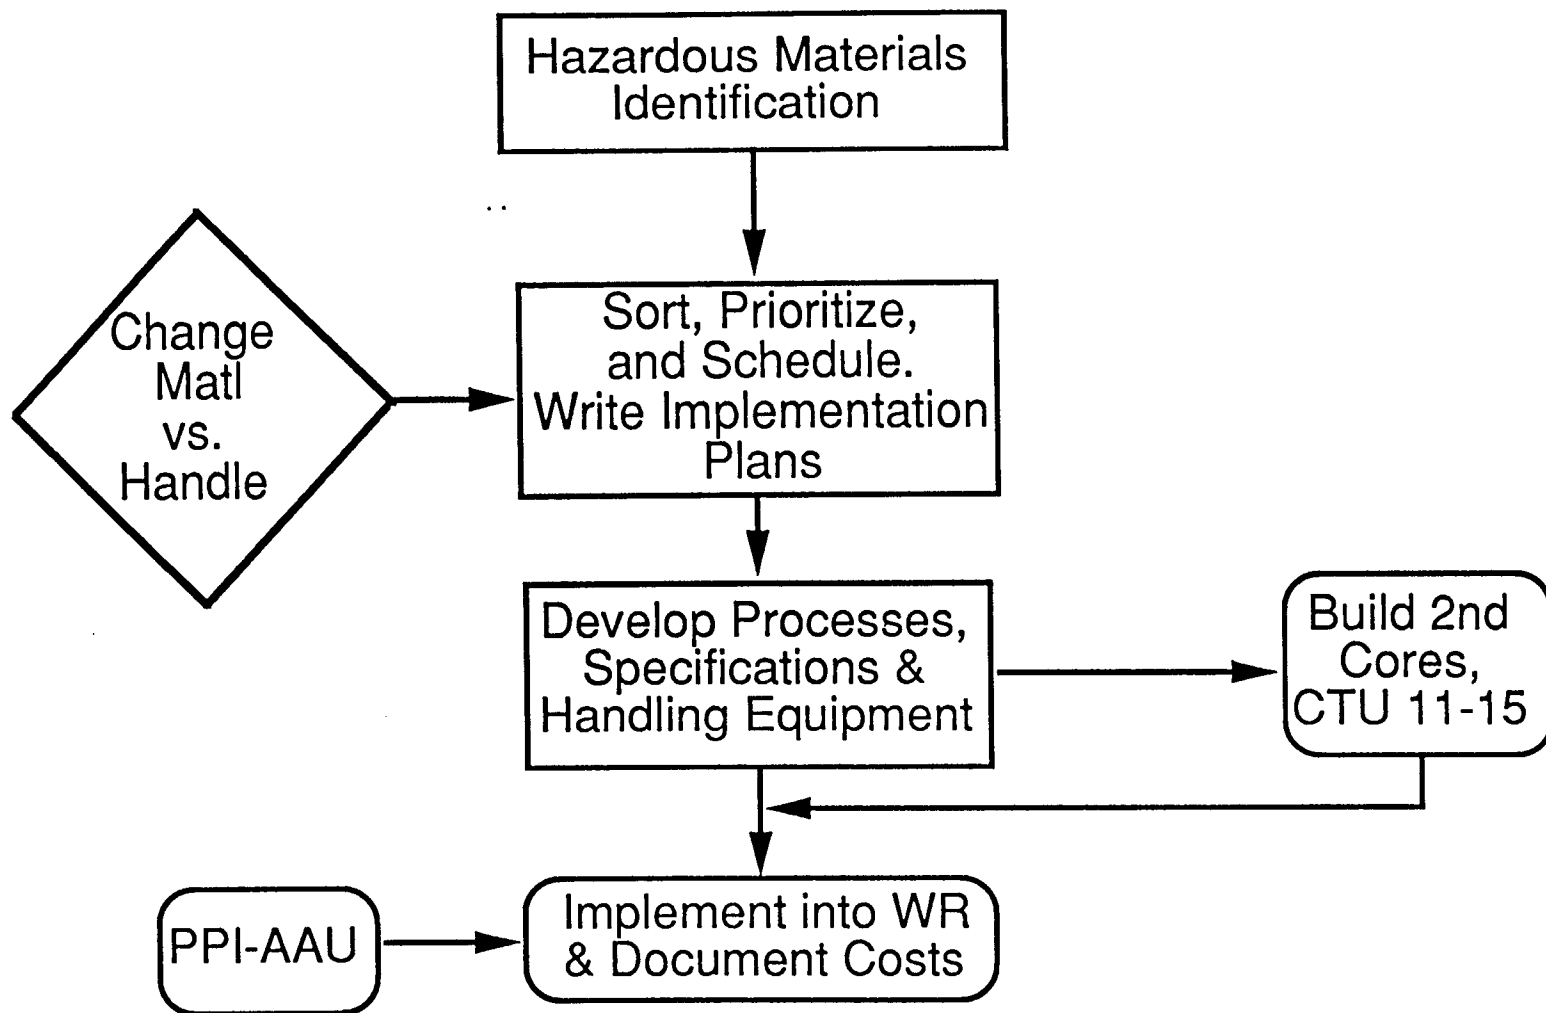 Hazardous Materials
Identification
Change
Matl
vs.
Handle
Sort, Prioritize,
and Schedule.
Write Implementation
Plans
Develop Processes,
Specifications &
Handling Equipment
Build 2nd
Cores,
CTU 11-15
PPI-AAU
Implement into WR
& Document Costs